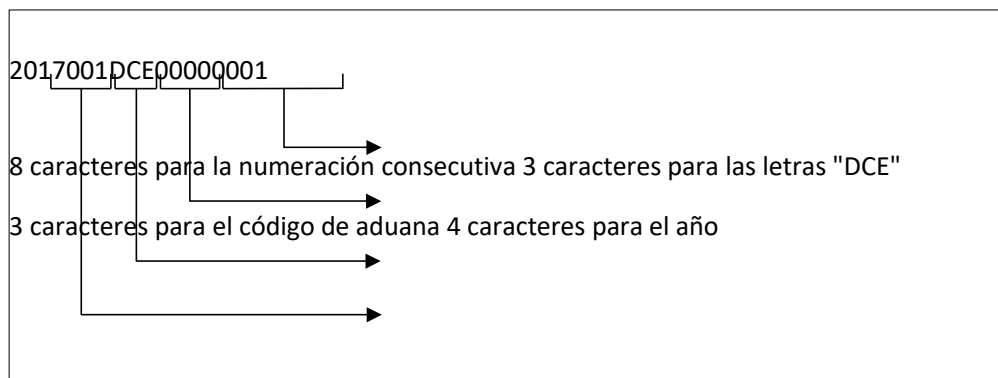 2017001DCE00000001
8 caracteres para la numeración consecutiva 3 caracteres para las letras "DCE"
3 caracteres para el código de aduana 4 caracteres para el año